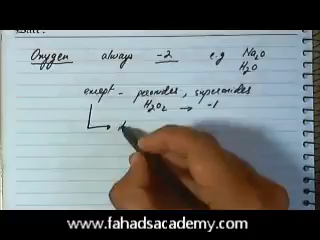 Oxygen always -2 e.g Na₂O
H₂O
except - peroxides, superoxides
H₂O₂ → -1
www.fahadsacademy.com